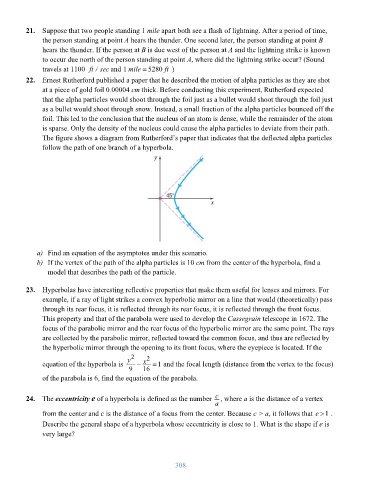 21. Suppose that two people standing 1 mile apart both see a flash of lightning. After a period of time,
the person standing at point A hears the thunder. One second later, the person standing at point B
hears the thunder. If the person at B is due west of the person at A and the lightning strike is known
to occur due north of the person standing at point A, where did the lightning strike occur? (Sound
travels at 1100 ft / sec and 1 mile = 5280 ft )
22. Ernest Rutherford published a paper that he described the motion of alpha particles as they are shot
at a piece of gold foil 0.00004 cm thick. Before conducting this experiment, Rutherford expected
that the alpha particles would shoot through the foil just as a bullet would shoot through the foil just
as a bullet would shoot through snow. Instead, a small fraction of the alpha particles bounced off the
foil. This led to the conclusion that the nucleus of an atom is dense, while the remainder of the atom
is sparse. Only the density of the nucleus could cause the alpha particles to deviate from their path.
The figure shows a diagram from Rutherford's paper that indicates that the deflected alpha particles
follow the path of one branch of a hyperbola.
y
45°
x
a) Find an equation of the asymptotes under this scenario.
b) If the vertex of the path of the alpha particles is 10 cm from the center of the hyperbola, find a
model that describes the path of the particle.
23. Hyperbolas have interesting reflective properties that make them useful for lenses and mirrors. For
example, if a ray of light strikes a convex hyperbolic mirror on a line that would (theoretically) pass
through its rear focus, it is reflected through its rear focus, it is reflected through the front focus.
This property and that of the parabola were used to develop the Cassegrain telescope in 1672. The
focus of the parabolic mirror and the rear focus of the hyperbolic mirror are the same point. The rays
are collected by the parabolic mirror, reflected toward the common focus, and thus are reflected by
the hyperbolic mirror through the opening to its front focus, where the eyepiece is located. If the
equation of the hyperbola is y²/9 − x²/16 = 1 and the focal length (distance from the vertex to the focus)
of the parabola is 6, find the equation of the parabola.
24. The eccentricity e of a hyperbola is defined as the number c/a, where a is the distance of a vertex
from the center and c is the distance of a focus from the center. Because c > a, it follows that e > 1 .
Describe the general shape of a hyperbola whose eccentricity is close to 1. What is the shape if e is
very large?
308